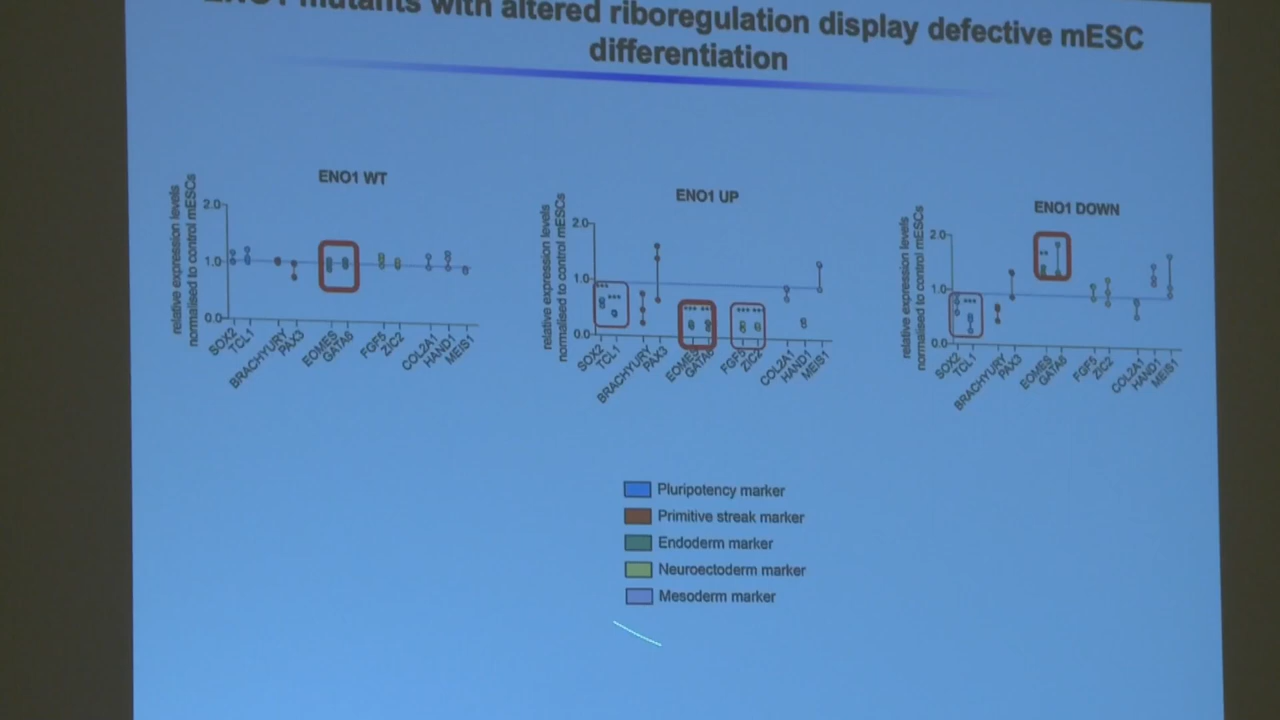 ENO1 mutants with altered riboregulation display defective mESC
differentiation
ENO1 WT
relative expression levels
normalised to control mESCs
2.0
1.0
0.0
SOX2
TCL1
BRACHYURY
PAX3
EOMES
GATA6
FGF5
ZIC2
COL2A1
HAND1
MEIS1
ENO1 UP
relative expression levels
normalised to control mESCs
2.0
1.0
0.0
*** ***
*** ***
*** **
SOX2
TCL1
BRACHYURY
PAX3
EOMES
GATA6
FGF5
ZIC2
COL2A1
HAND1
MEIS1
ENO1 DOWN
relative expression levels
normalised to control mESCs
2.0
1.0
0.0
**
***
SOX2
TCL1
BRACHYURY
PAX3
EOMES
GATA6
FGF5
ZIC2
COL2A1
HAND1
MEIS1
Pluripotency marker
Primitive streak marker
Endoderm marker
Neuroectoderm marker
Mesoderm marker